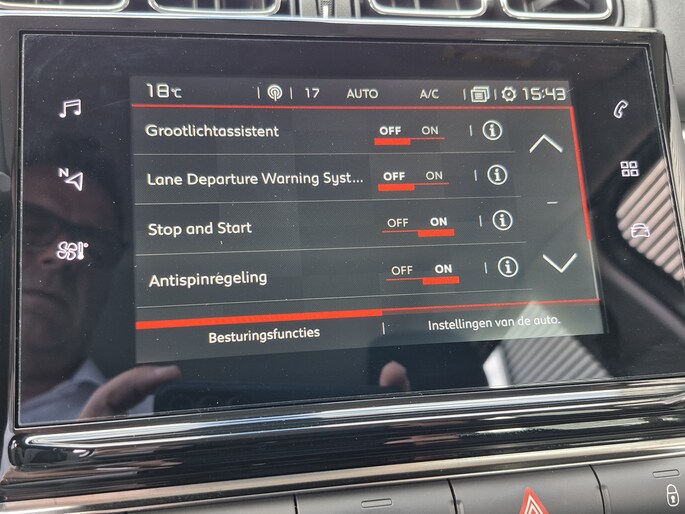 18°C 17 AUTO A/C 15:43
Grootlichtassistent OFF ON
Lane Departure Warning Syst... OFF ON
Stop and Start OFF ON
Antispinregeling OFF ON
Besturingsfuncties Instellingen van de auto.
N